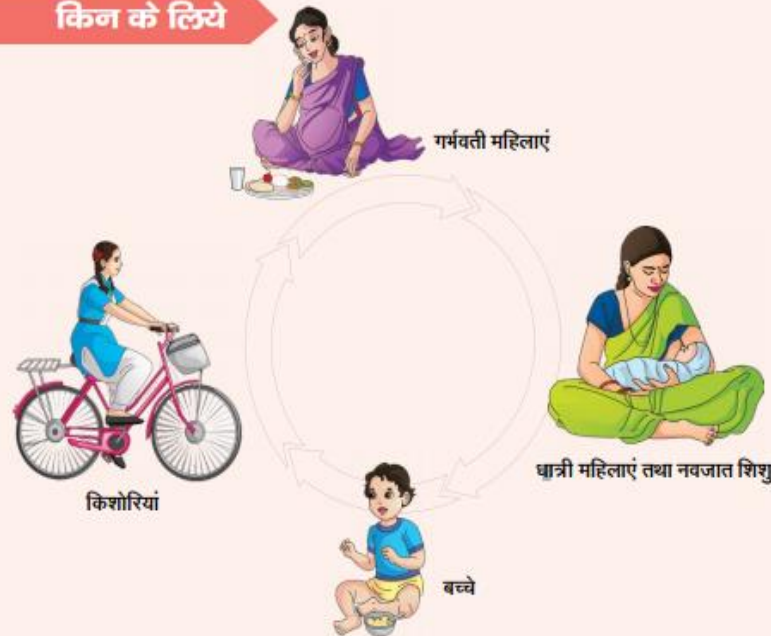 किन के लिये
गर्भवती महिलाएं
धात्री महिलाएं तथा नवजात शिशु
किशोरियां
बच्चे